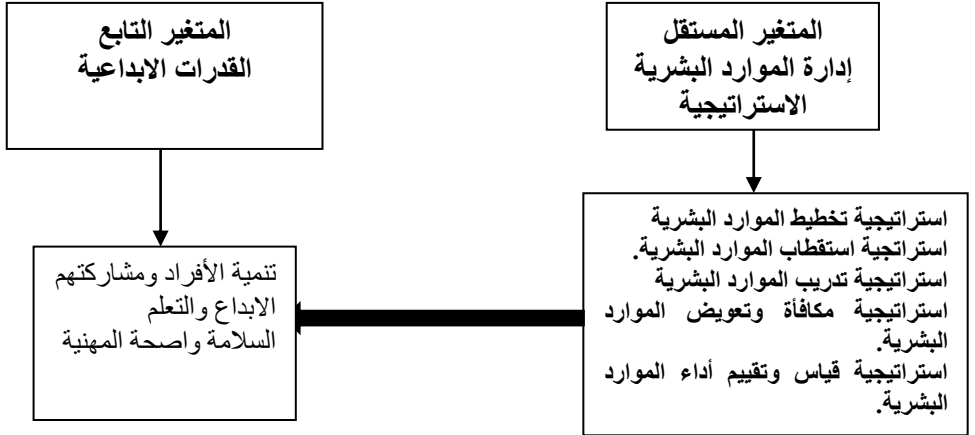 المتغير المستقل
إدارة الموارد البشرية
الاستراتيجية
المتغير التابع
القدرات الابداعية
استراتيجية تخطيط الموارد البشرية
استراتجية استقطاب الموارد البشرية.
استراتيجية تدريب الموارد البشرية
استراتيجية مكافأة وتعويض الموارد
البشرية.
استراتيجية قياس وتقييم أداء الموارد
البشرية.
تنمية الأفراد ومشاركتهم
الابداع والتعلم
السلامة واصحة المهنية